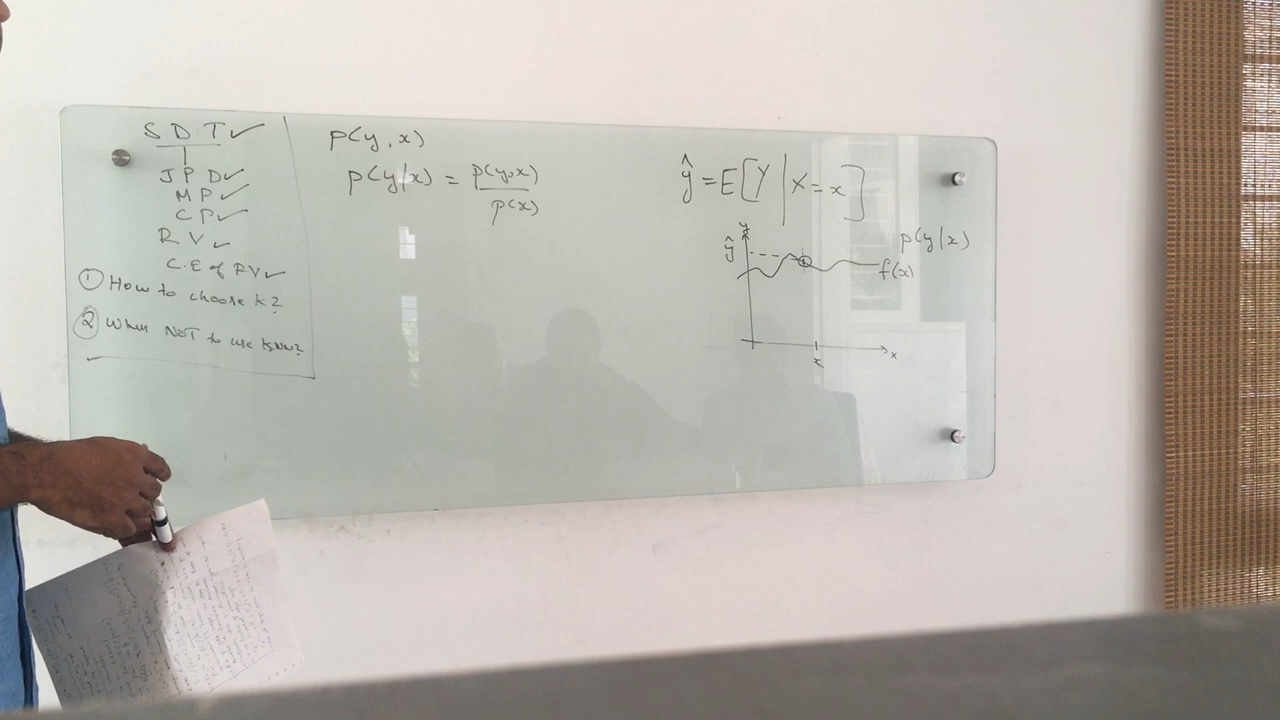 S D T ✓
J P D ✓
M P ✓
C P ✓
R V ✓
C.E of RV ✓
① How to choose K?
② When NOT to use KNN?
p(y, x)
p(y|x) = p(y,x) / p(x)
ŷ = E[Y | X = x]
y
ŷ
p(y|x)
f(x)
x
x